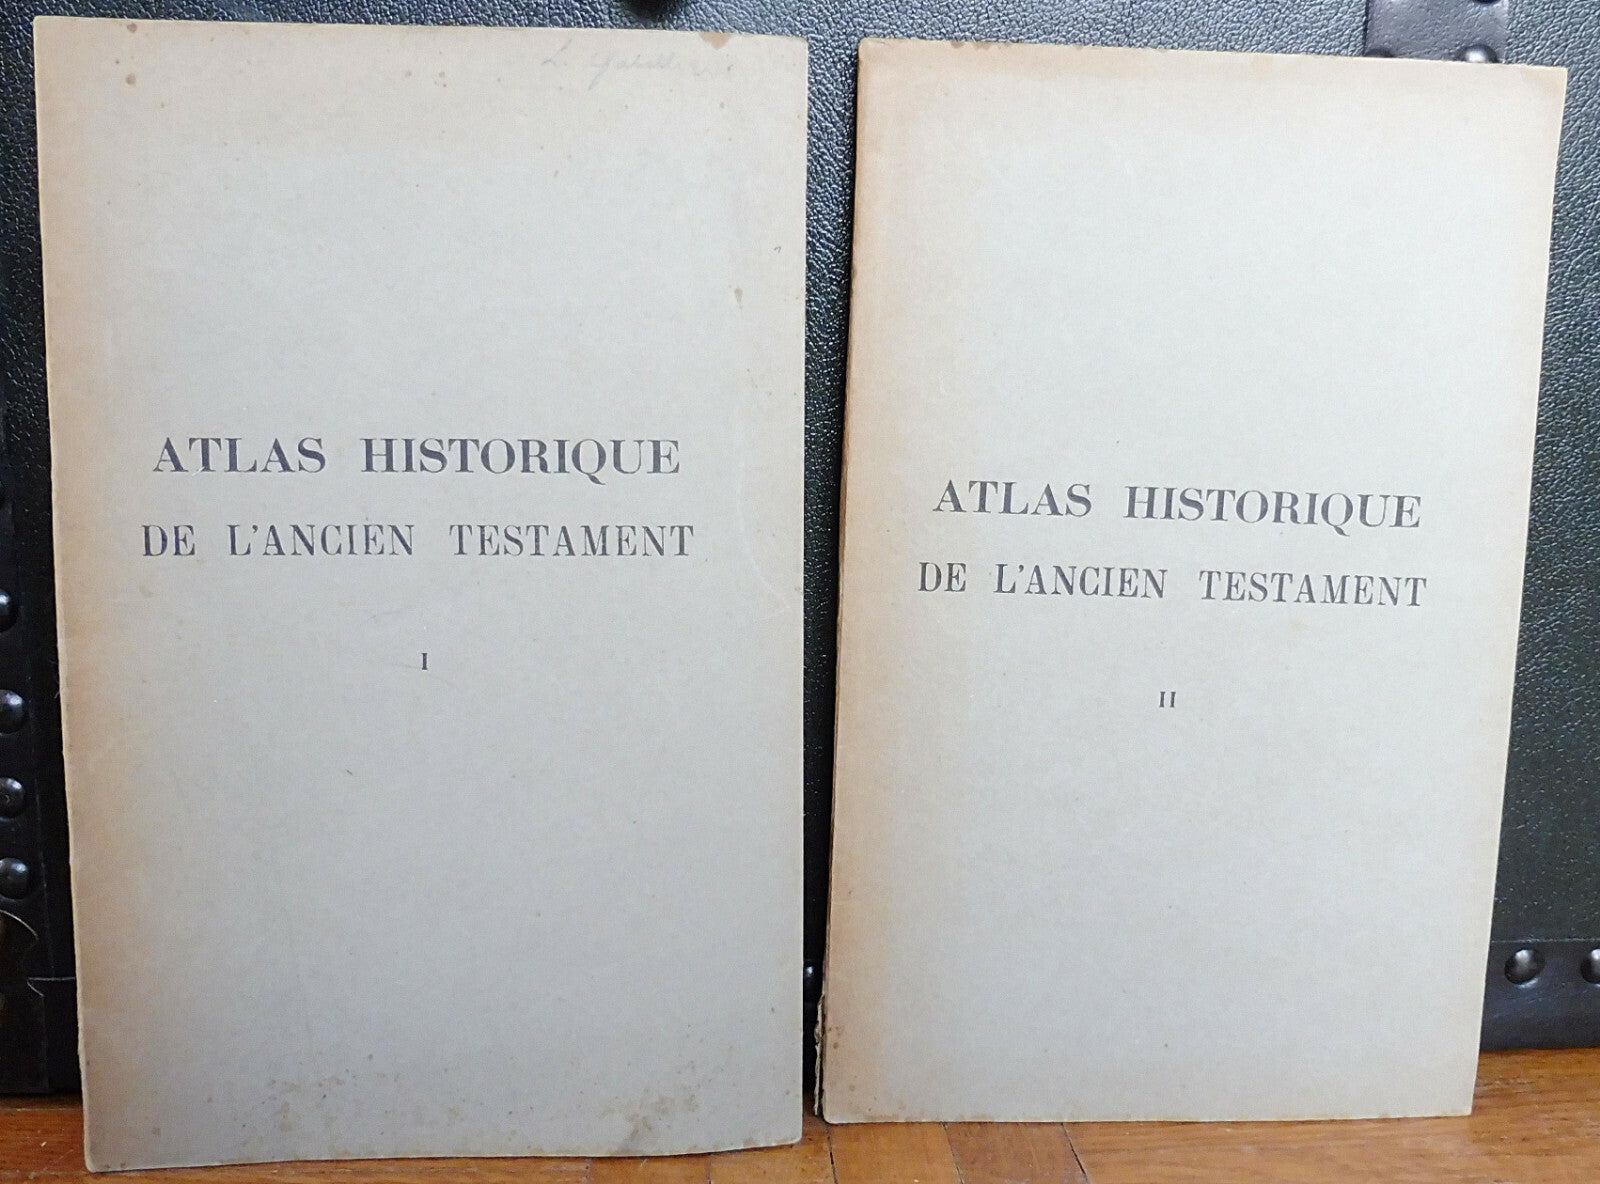 ATLAS HISTORIQUE
DE L'ANCIEN TESTAMENT
I
ATLAS HISTORIQUE
DE L'ANCIEN TESTAMENT
II